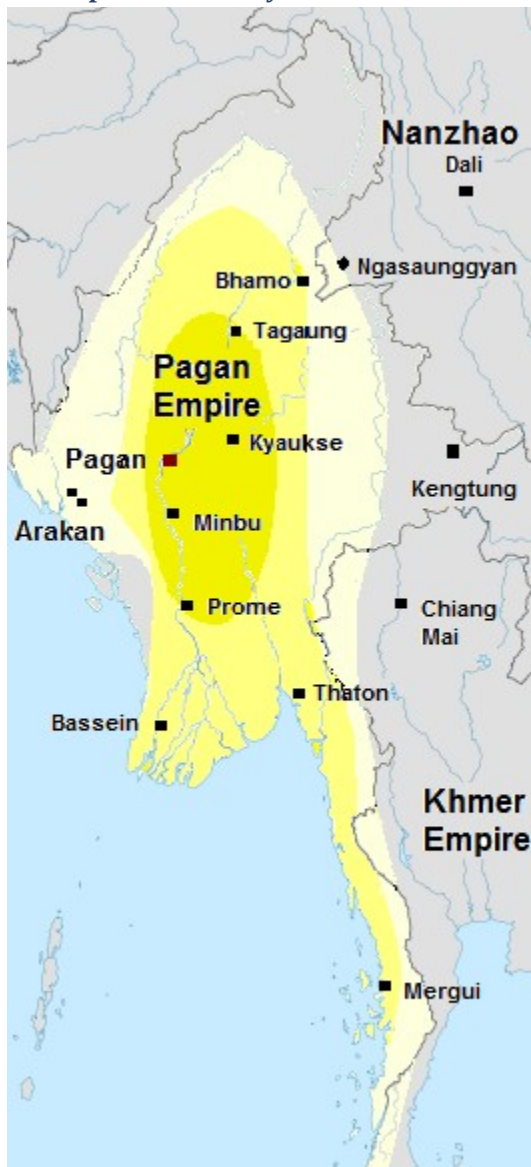 Nanzhao
Dali
Ngasaunggyan
Bhamo
Tagaung
Pagan
Empire
Kyaukse
Pagan
Kengtung
Arakan
Minbu
Prome
Chiang
Mai
Thaton
Bassein
Khmer
Empire
Mergui